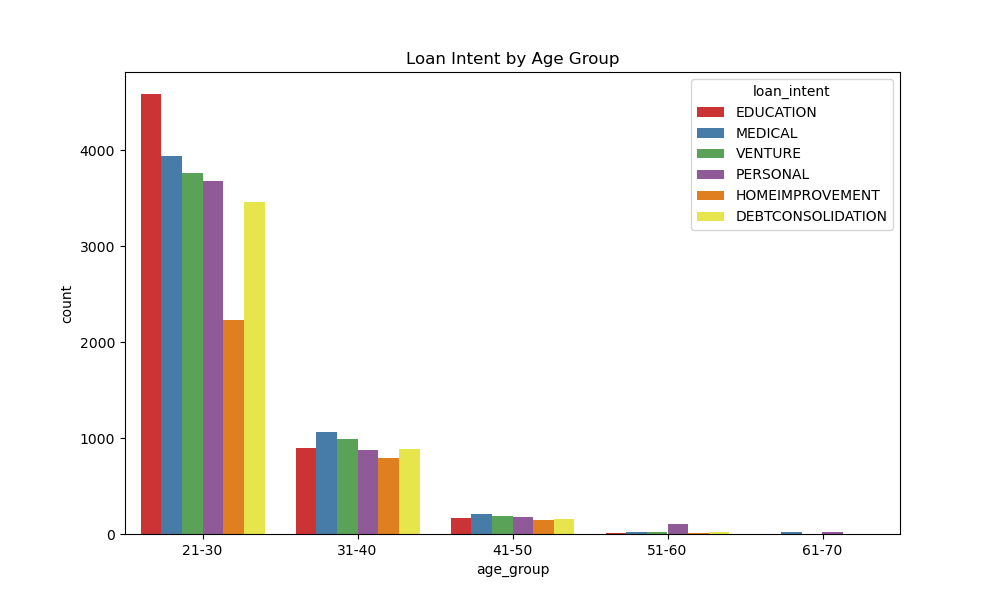 Loan Intent by Age Group
loan_intent
EDUCATION
MEDICAL
VENTURE
PERSONAL
HOMEIMPROVEMENT
DEBTCONSOLIDATION
count
4000
3000
2000
1000
0
21-30
31-40
41-50
51-60
61-70
age_group